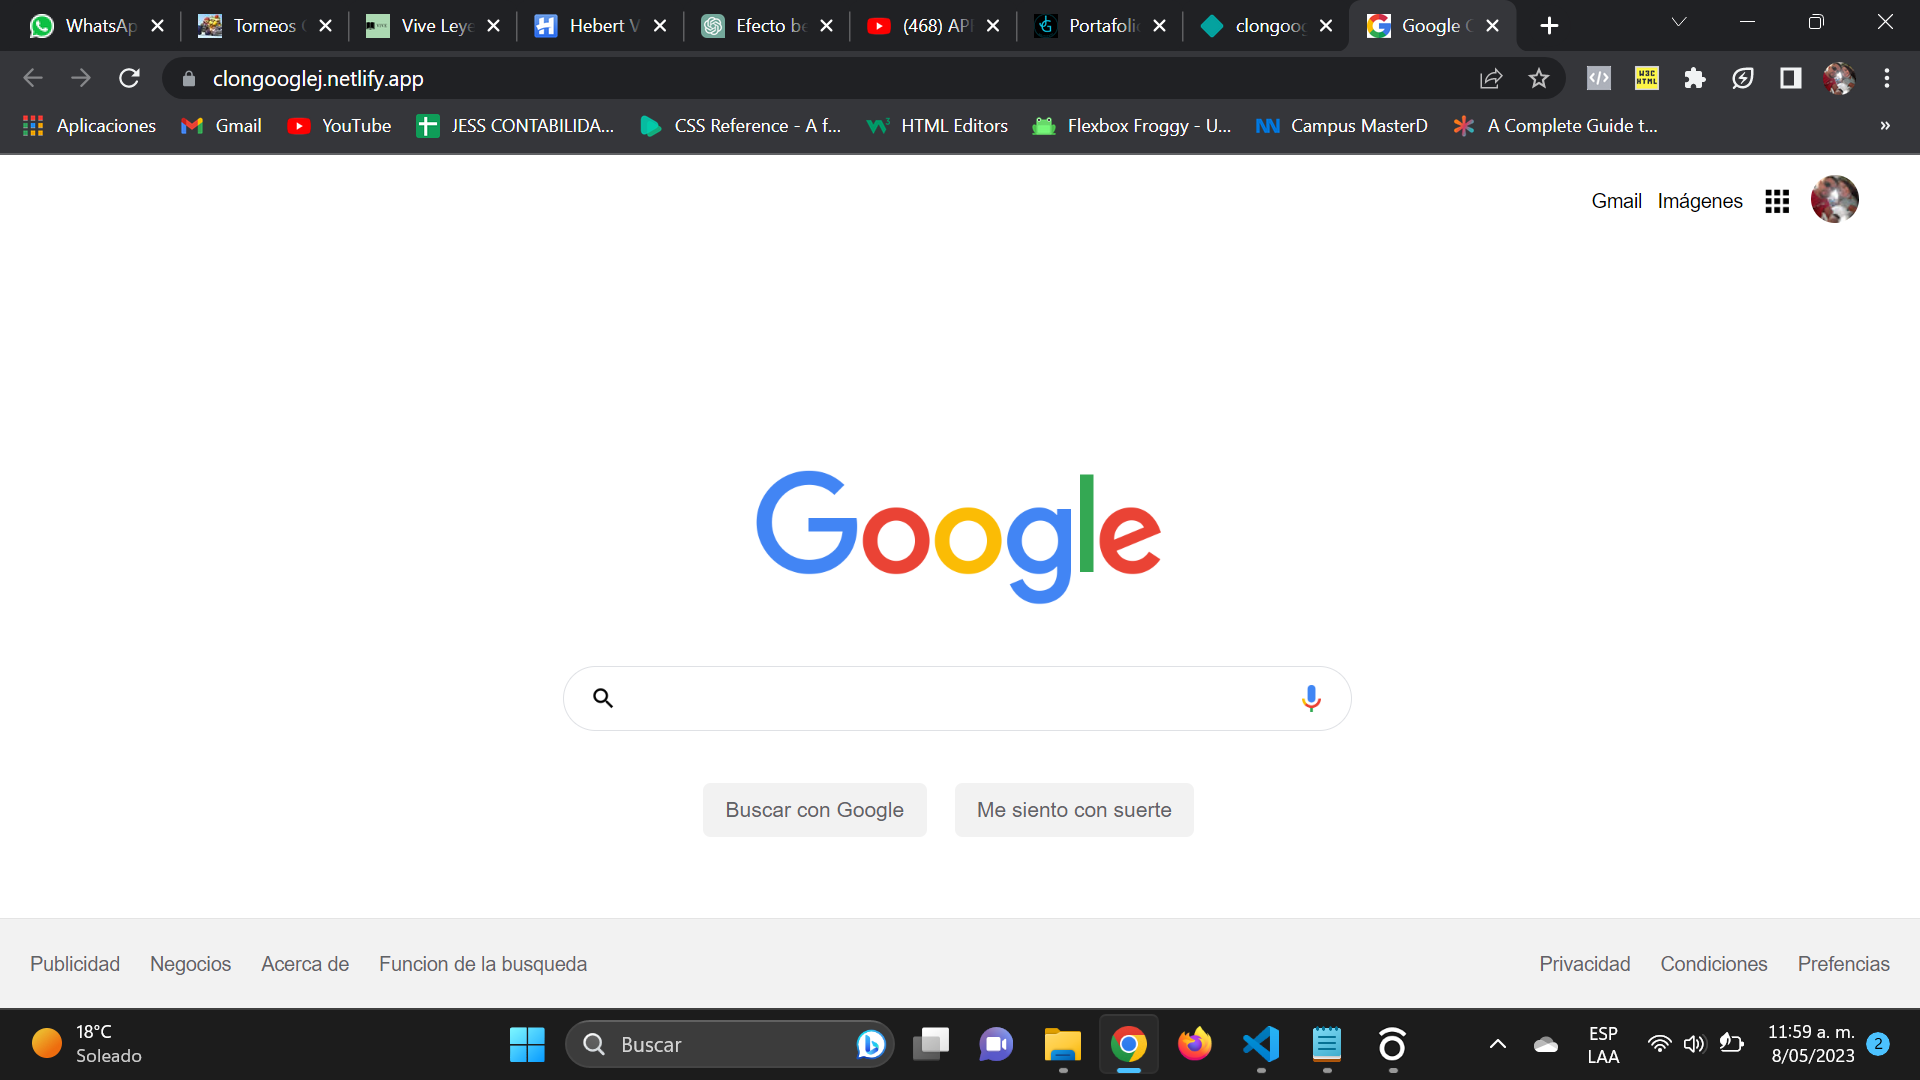 WhatsAp
Torneos
Vive Leye
Hebert V
Efecto be
(468) API
Portafoli
clongoog
Google C
clongooglej.netlify.app
Aplicaciones
Gmail
YouTube
JESS CONTABILIDA...
CSS Reference - A f...
HTML Editors
Flexbox Froggy - U...
Campus MasterD
A Complete Guide t...
»
Gmail
Imágenes
Google
Buscar con Google
Me siento con suerte
Publicidad
Negocios
Acerca de
Funcion de la busqueda
Privacidad
Condiciones
Prefencias
18°C
Soleado
Buscar
ESP
LAA
11:59 a. m.
8/05/2023
2